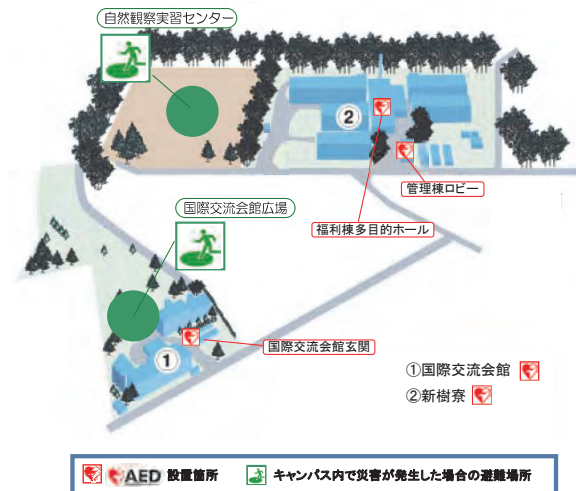 自然観察実習センター
②
管理棟ロビー
国際交流会館広場
福利棟多目的ホール
国際交流会館玄関
①
①国際交流会館
②新樹寮
AED 設置箇所 キャンパス内で災害が発生した場合の避難場所